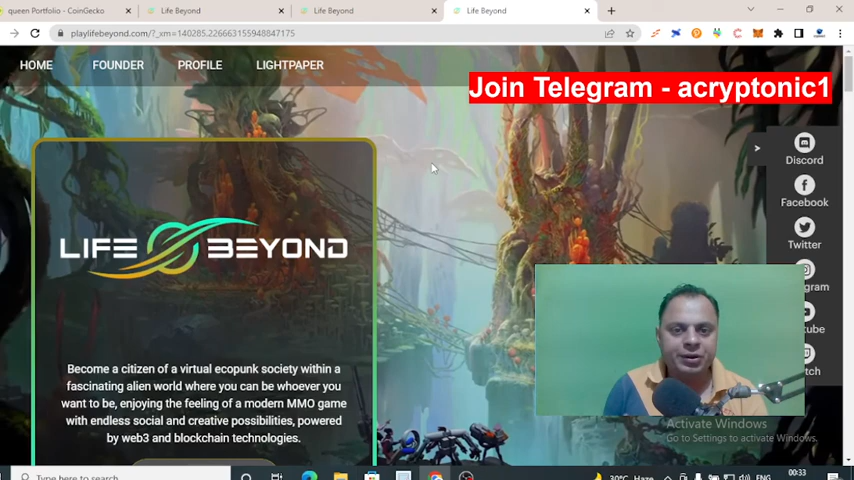 queen Portfolio - CoinGecko
Life Beyond
Life Beyond
Life Beyond
playlifebeyond.com/?_xm=140285.226663155948847175
HOME
FOUNDER
PROFILE
LIGHTPAPER
Join Telegram - acryptonic1
Discord
Facebook
Twitter
gram
ube
tch
LIFE BEYOND
Become a citizen of a virtual ecopunk society within a
fascinating alien world where you can be whoever you
want to be, enjoying the feeling of a modern MMO game
with endless social and creative possibilities, powered
by web3 and blockchain technologies.
Activate Windows
Go to Settings to activate Windows.
Type here to search
30°C Haze
ENG
00:33